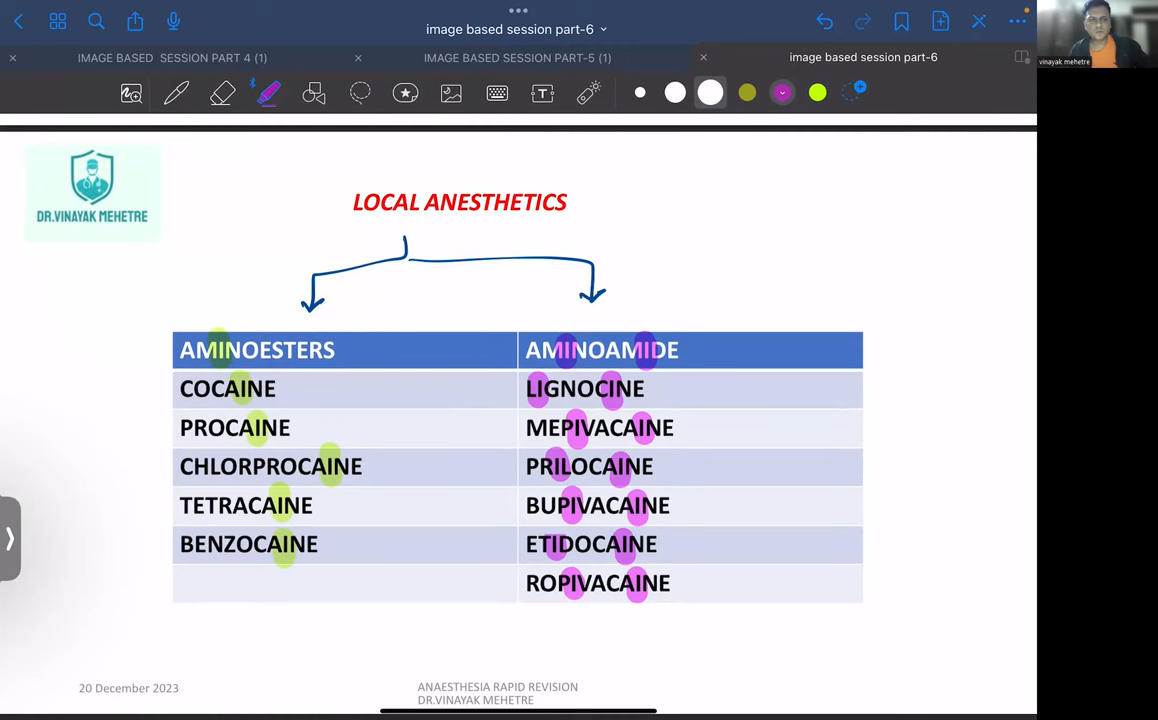 image based session part-6
IMAGE BASED SESSION PART 4 (1)
IMAGE BASED SESSION PART-5 (1)
image based session part-6
vinayak mehetre
DR.VINAYAK MEHETRE
LOCAL ANESTHETICS
AMINOESTERS AMINOAMIDE
COCAINE LIGNOCINE
PROCAINE MEPIVACAINE
CHLORPROCAINE PRILOCAINE
TETRACAINE BUPIVACAINE
BENZOCAINE ETIDOCAINE
ROPIVACAINE
20 December 2023
ANAESTHESIA RAPID REVISION
DR.VINAYAK MEHETRE